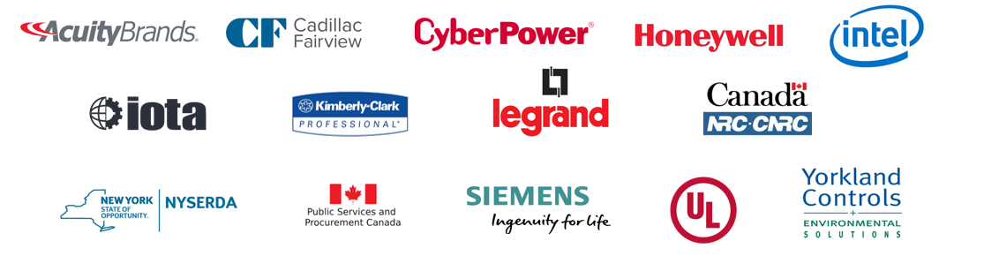 AcuityBrands.
CF Cadillac
Fairview
CyberPower®
Honeywell
intel
iota
Kimberly-Clark
PROFESSIONAL*
legrand
Canada
NRC·CNRC
NEW YORK
STATE OF
OPPORTUNITY.
NYSERDA
Public Services and
Procurement Canada
SIEMENS
Ingenuity for life
UL
Yorkland
Controls
ENVIRONMENTAL
SOLUTIONS